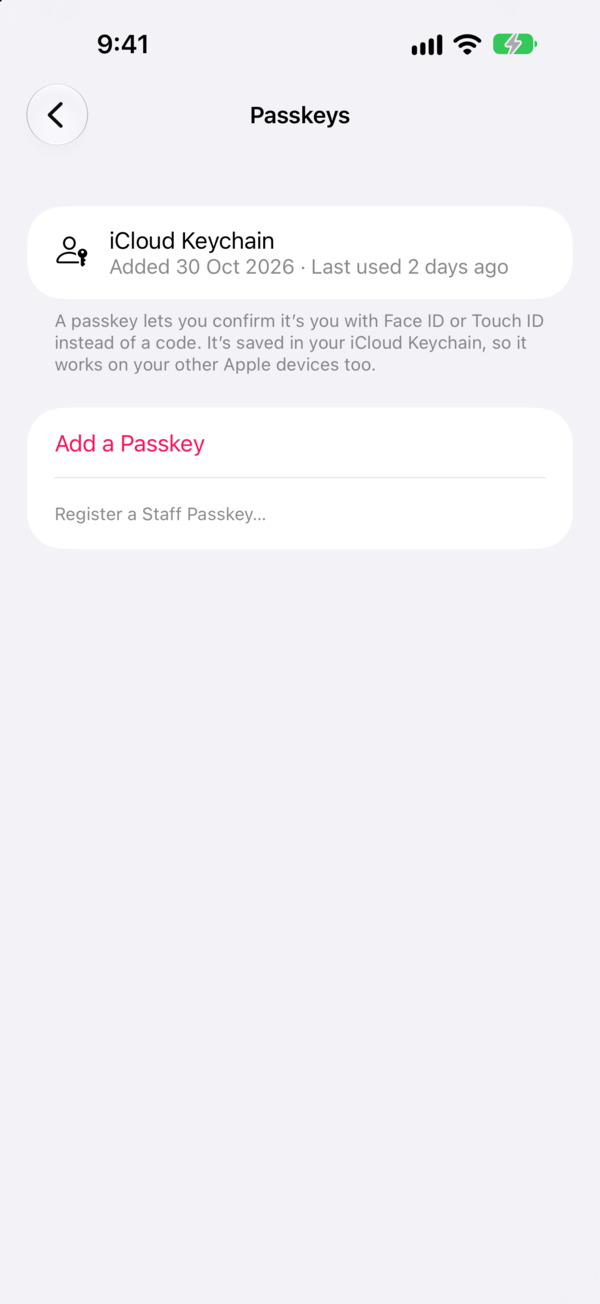 9:41
Passkeys
iCloud Keychain
Added 30 Oct 2026 · Last used 2 days ago
A passkey lets you confirm it’s you with Face ID or Touch ID
instead of a code. It’s saved in your iCloud Keychain, so it
works on your other Apple devices too.
Add a Passkey
Register a Staff Passkey...